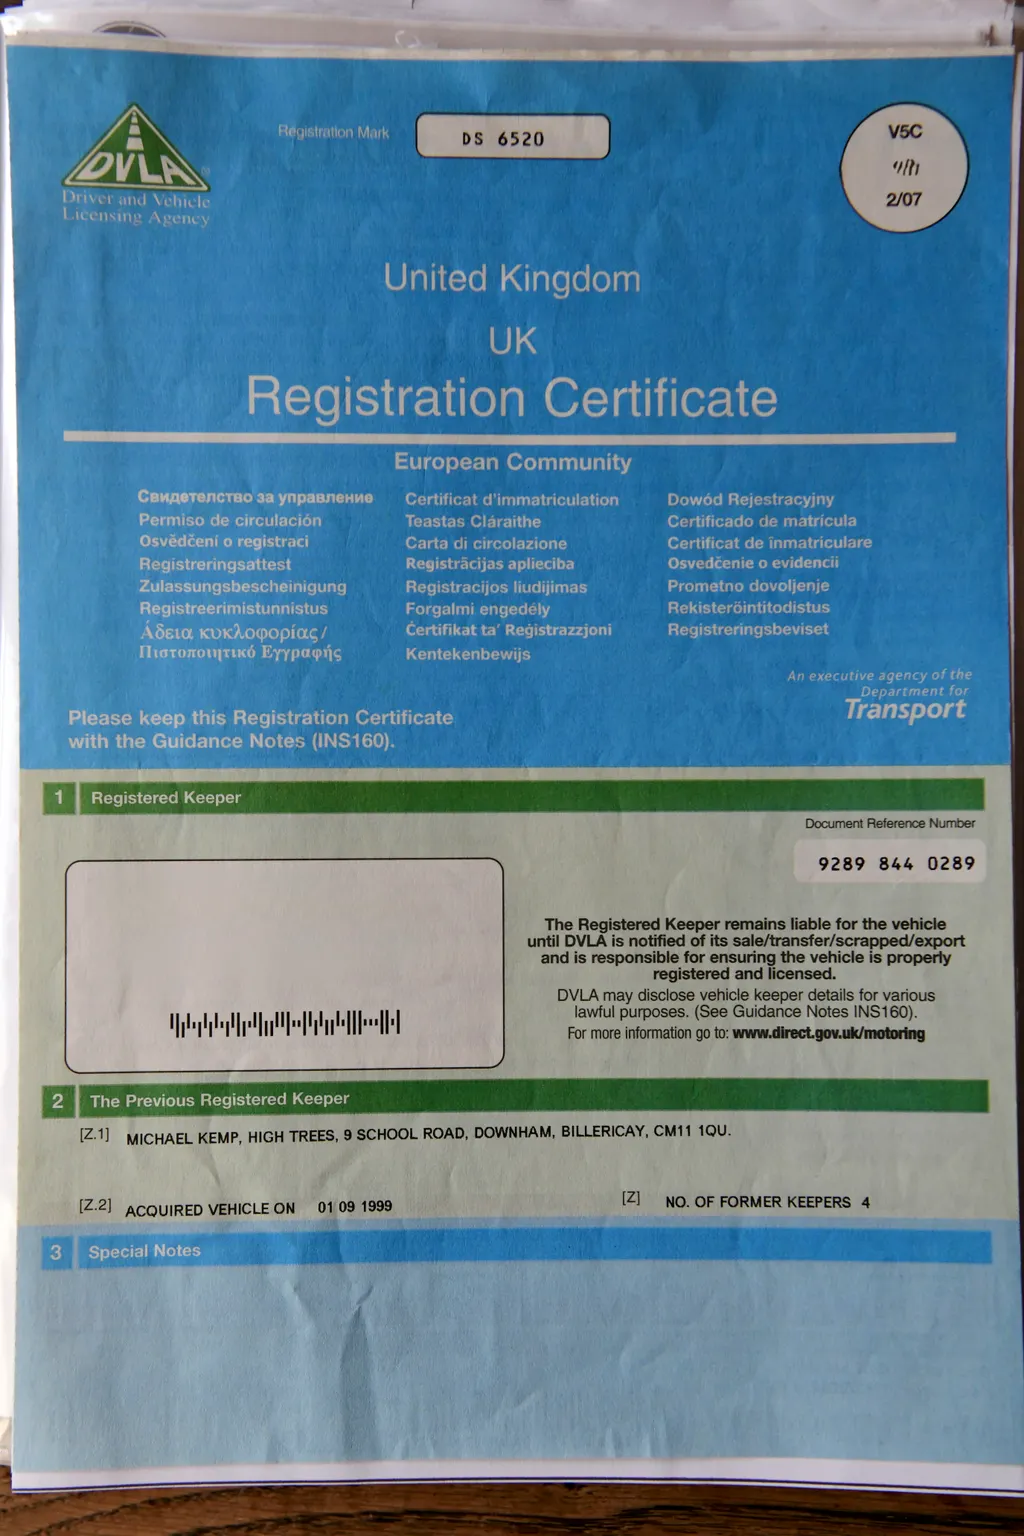 DVLA
Driver and Vehicle
Licensing Agency
Registration Mark
DS 6520
V5C
2/07
United Kingdom
UK
Registration Certificate
European Community
Свидетелство за управление
Permiso de circulación
Osvědčení o registraci
Registreringsattest
Zulassungsbescheinigung
Registreerimistunnistus
Άδεια κυκλοφορίας/
Πιστοποιητικό Εγγραφής
Certificat d'immatriculation
Teastas Cláraithe
Carta di circolazione
Registrācijas apliecība
Registracijos liudijimas
Forgalmi engedély
Ċertifikat ta' Reġistrazzjoni
Kentekenbewijs
Dowód Rejestracyjny
Certificado de matrícula
Certificat de înmatriculare
Osvedčenie o evidencii
Prometno dovoljenje
Rekisteröintitodistus
Registreringsbeviset
An executive agency of the
Department for
Transport
Please keep this Registration Certificate
with the Guidance Notes (INS160).
1 Registered Keeper
Document Reference Number
9289 844 0289
The Registered Keeper remains liable for the vehicle
until DVLA is notified of its sale/transfer/scrapped/export
and is responsible for ensuring the vehicle is properly
registered and licensed.
DVLA may disclose vehicle keeper details for various
lawful purposes. (See Guidance Notes INS160).
For more information go to: www.direct.gov.uk/motoring
2 The Previous Registered Keeper
[Z.1] MICHAEL KEMP, HIGH TREES, 9 SCHOOL ROAD, DOWNHAM, BILLERICAY, CM11 1QU.
[Z.2] ACQUIRED VEHICLE ON 01 09 1999 [Z] NO. OF FORMER KEEPERS 4
3 Special Notes